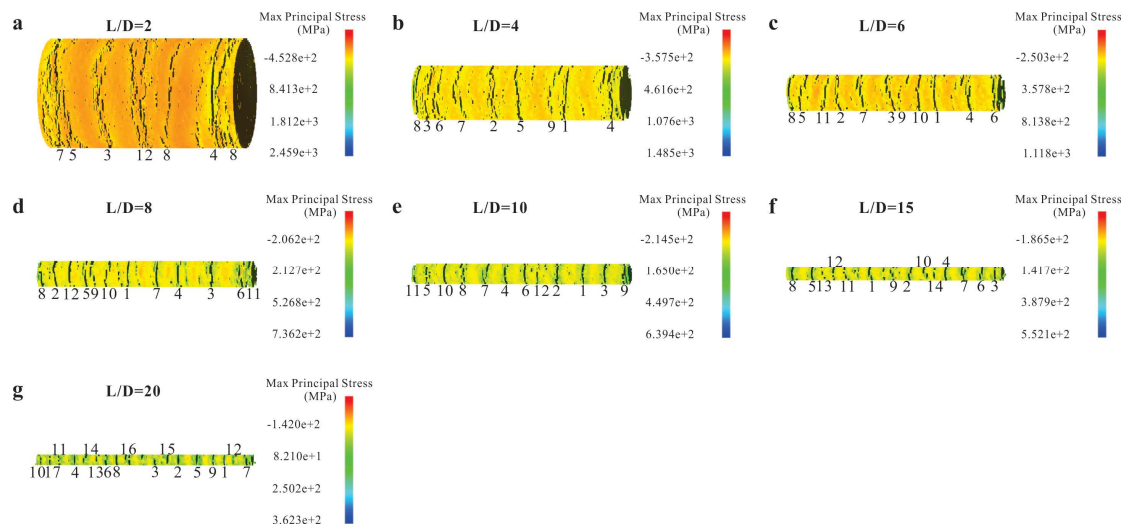 a
L/D=2
Max Principal Stress
(MPa)
-4.528e+2
8.413e+2
1.812e+3
2.459e+3
7 5 3 12 8 4 8
b
L/D=4
Max Principal Stress
(MPa)
-3.575e+2
4.616e+2
1.076e+3
1.485e+3
8 3 6 7 2 5 9 1 4
c
L/D=6
Max Principal Stress
(MPa)
-2.503e+2
3.578e+2
8.138e+2
1.118e+3
8 5 11 2 7 3 9 10 1 4 6
d
L/D=8
Max Principal Stress
(MPa)
-2.062e+2
2.127e+2
5.268e+2
7.362e+2
8 2 12 5 9 10 1 7 4 3 6 11
e
L/D=10
Max Principal Stress
(MPa)
-2.145e+2
1.650e+2
4.497e+2
6.394e+2
11 5 10 8 7 4 6 12 2 1 3 9
f
L/D=15
Max Principal Stress
(MPa)
-1.865e+2
1.417e+2
3.879e+2
5.521e+2
12 10 4
8 5 13 11 1 9 2 14 7 6 3
g
L/D=20
Max Principal Stress
(MPa)
-1.420e+2
8.210e+1
2.502e+2
3.623e+2
11 14 16 15 12
10 17 4 13 6 8 3 2 5 9 1 7